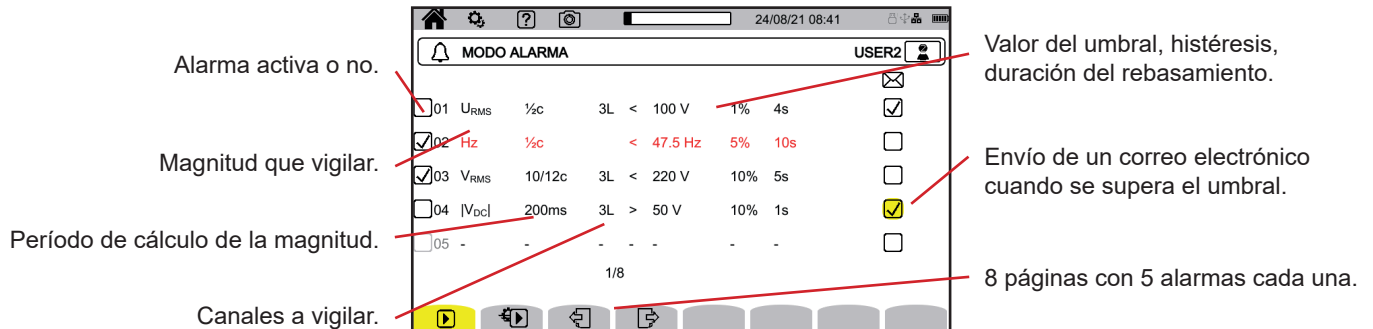 24/08/21 08:41
MODO ALARMA USER2
01 URMS ½c 3L < 100 V 1% 4s
02 Hz ½c < 47.5 Hz 5% 10s
03 VRMS 10/12c 3L < 220 V 10% 5s
04 |VDC| 200ms 3L > 50 V 10% 1s
05 - - - - - - -
1/8
Alarma activa o no.
Magnitud que vigilar.
Período de cálculo de la magnitud.
Canales a vigilar.
Valor del umbral, histéresis,
duración del rebasamiento.
Envío de un correo electrónico
cuando se supera el umbral.
8 páginas con 5 alarmas cada una.